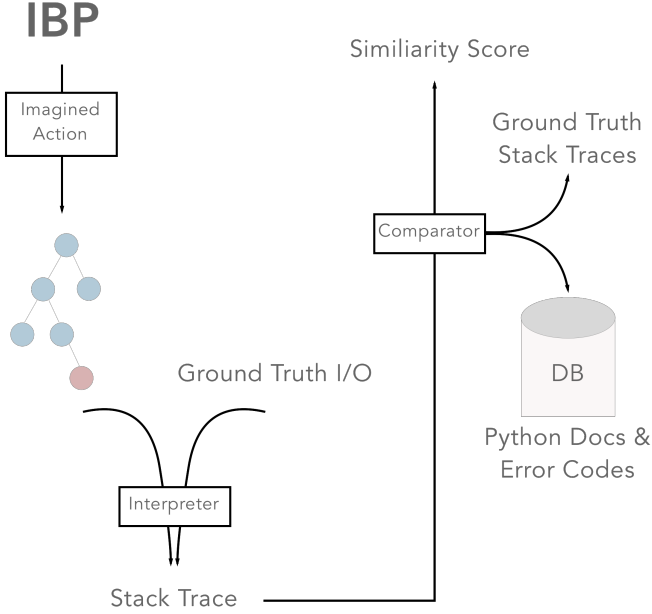 IBP
Imagined
Action
Similiarity Score
Ground Truth
Stack Traces
Comparator
DB
Python Docs &
Error Codes
Ground Truth I/O
Interpreter
Stack Trace